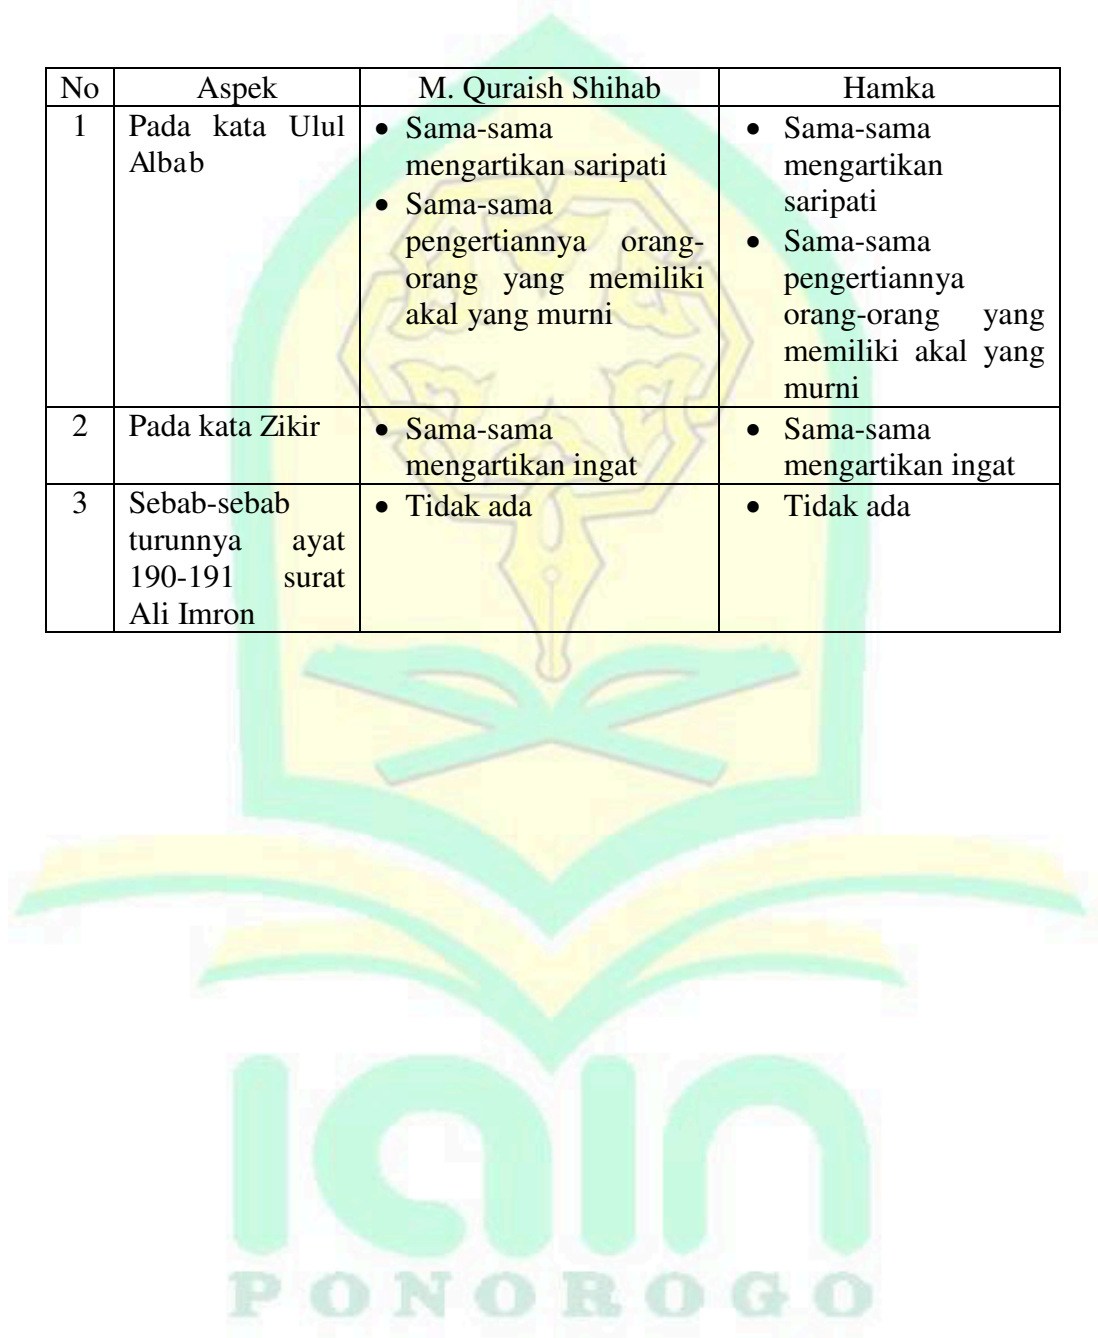 No Aspek M. Quraish Shihab Hamka
1 Pada kata Ulul Albab
• Sama-sama
mengartikan saripati
• Sama-sama
pengertiannya orang-
orang yang memiliki
akal yang murni
• Sama-sama
mengartikan
saripati
• Sama-sama
pengertiannya
orang-orang yang
memiliki akal yang
murni
2 Pada kata Zikir
• Sama-sama
mengartikan ingat
• Sama-sama
mengartikan ingat
3 Sebab-sebab
turunnya ayat
190-191 surat
Ali Imron
• Tidak ada
• Tidak ada
iain
PONOROGO